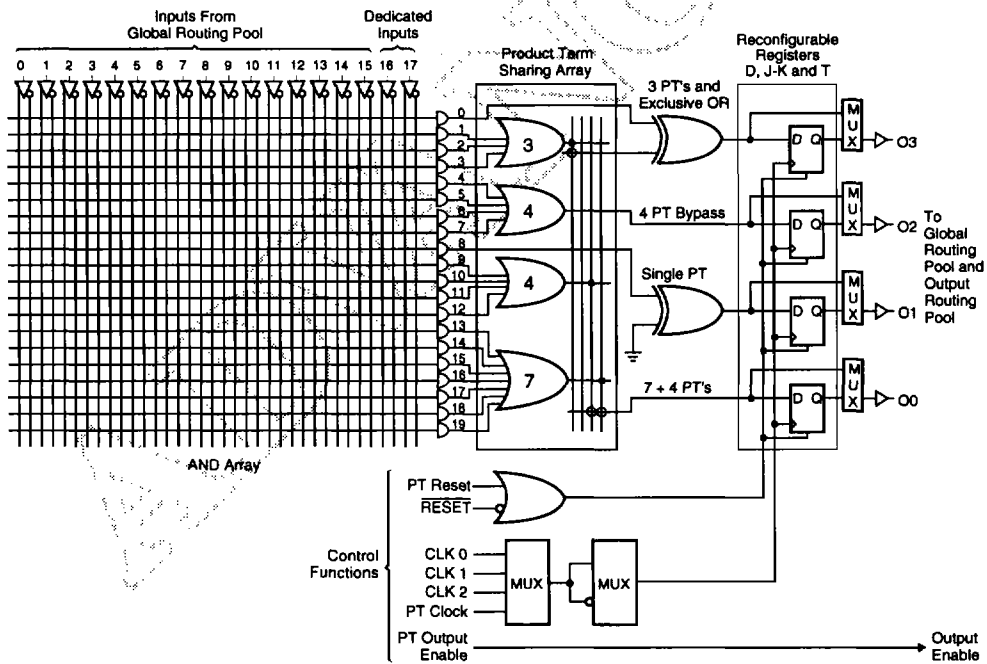 Inputs From
Global Routing Pool
Dedicated
Inputs
0 1 2 3 4 5 6 7 8 9 10 11 12 13 14 15 16 17
Product Term
Sharing Array
Reconfigurable
Registers
D, J-K and T
3 PT's and
Exclusive OR
0
1
2
3
4
5
6
7
8
9
10
11
12
13
14
15
16
17
18
19
3
4
4
7
4 PT Bypass
Single PT
7 + 4 PT's
D Q
MUX
O3
D Q
MUX
O2
D Q
MUX
O1
D Q
MUX
O0
To
Global
Routing
Pool and
Output
Routing
Pool
AND Array
Control
Functions
PT Reset
RESET
CLK 0
CLK 1
CLK 2
PT Clock
MUX
MUX
PT Output
Enable
Output
Enable